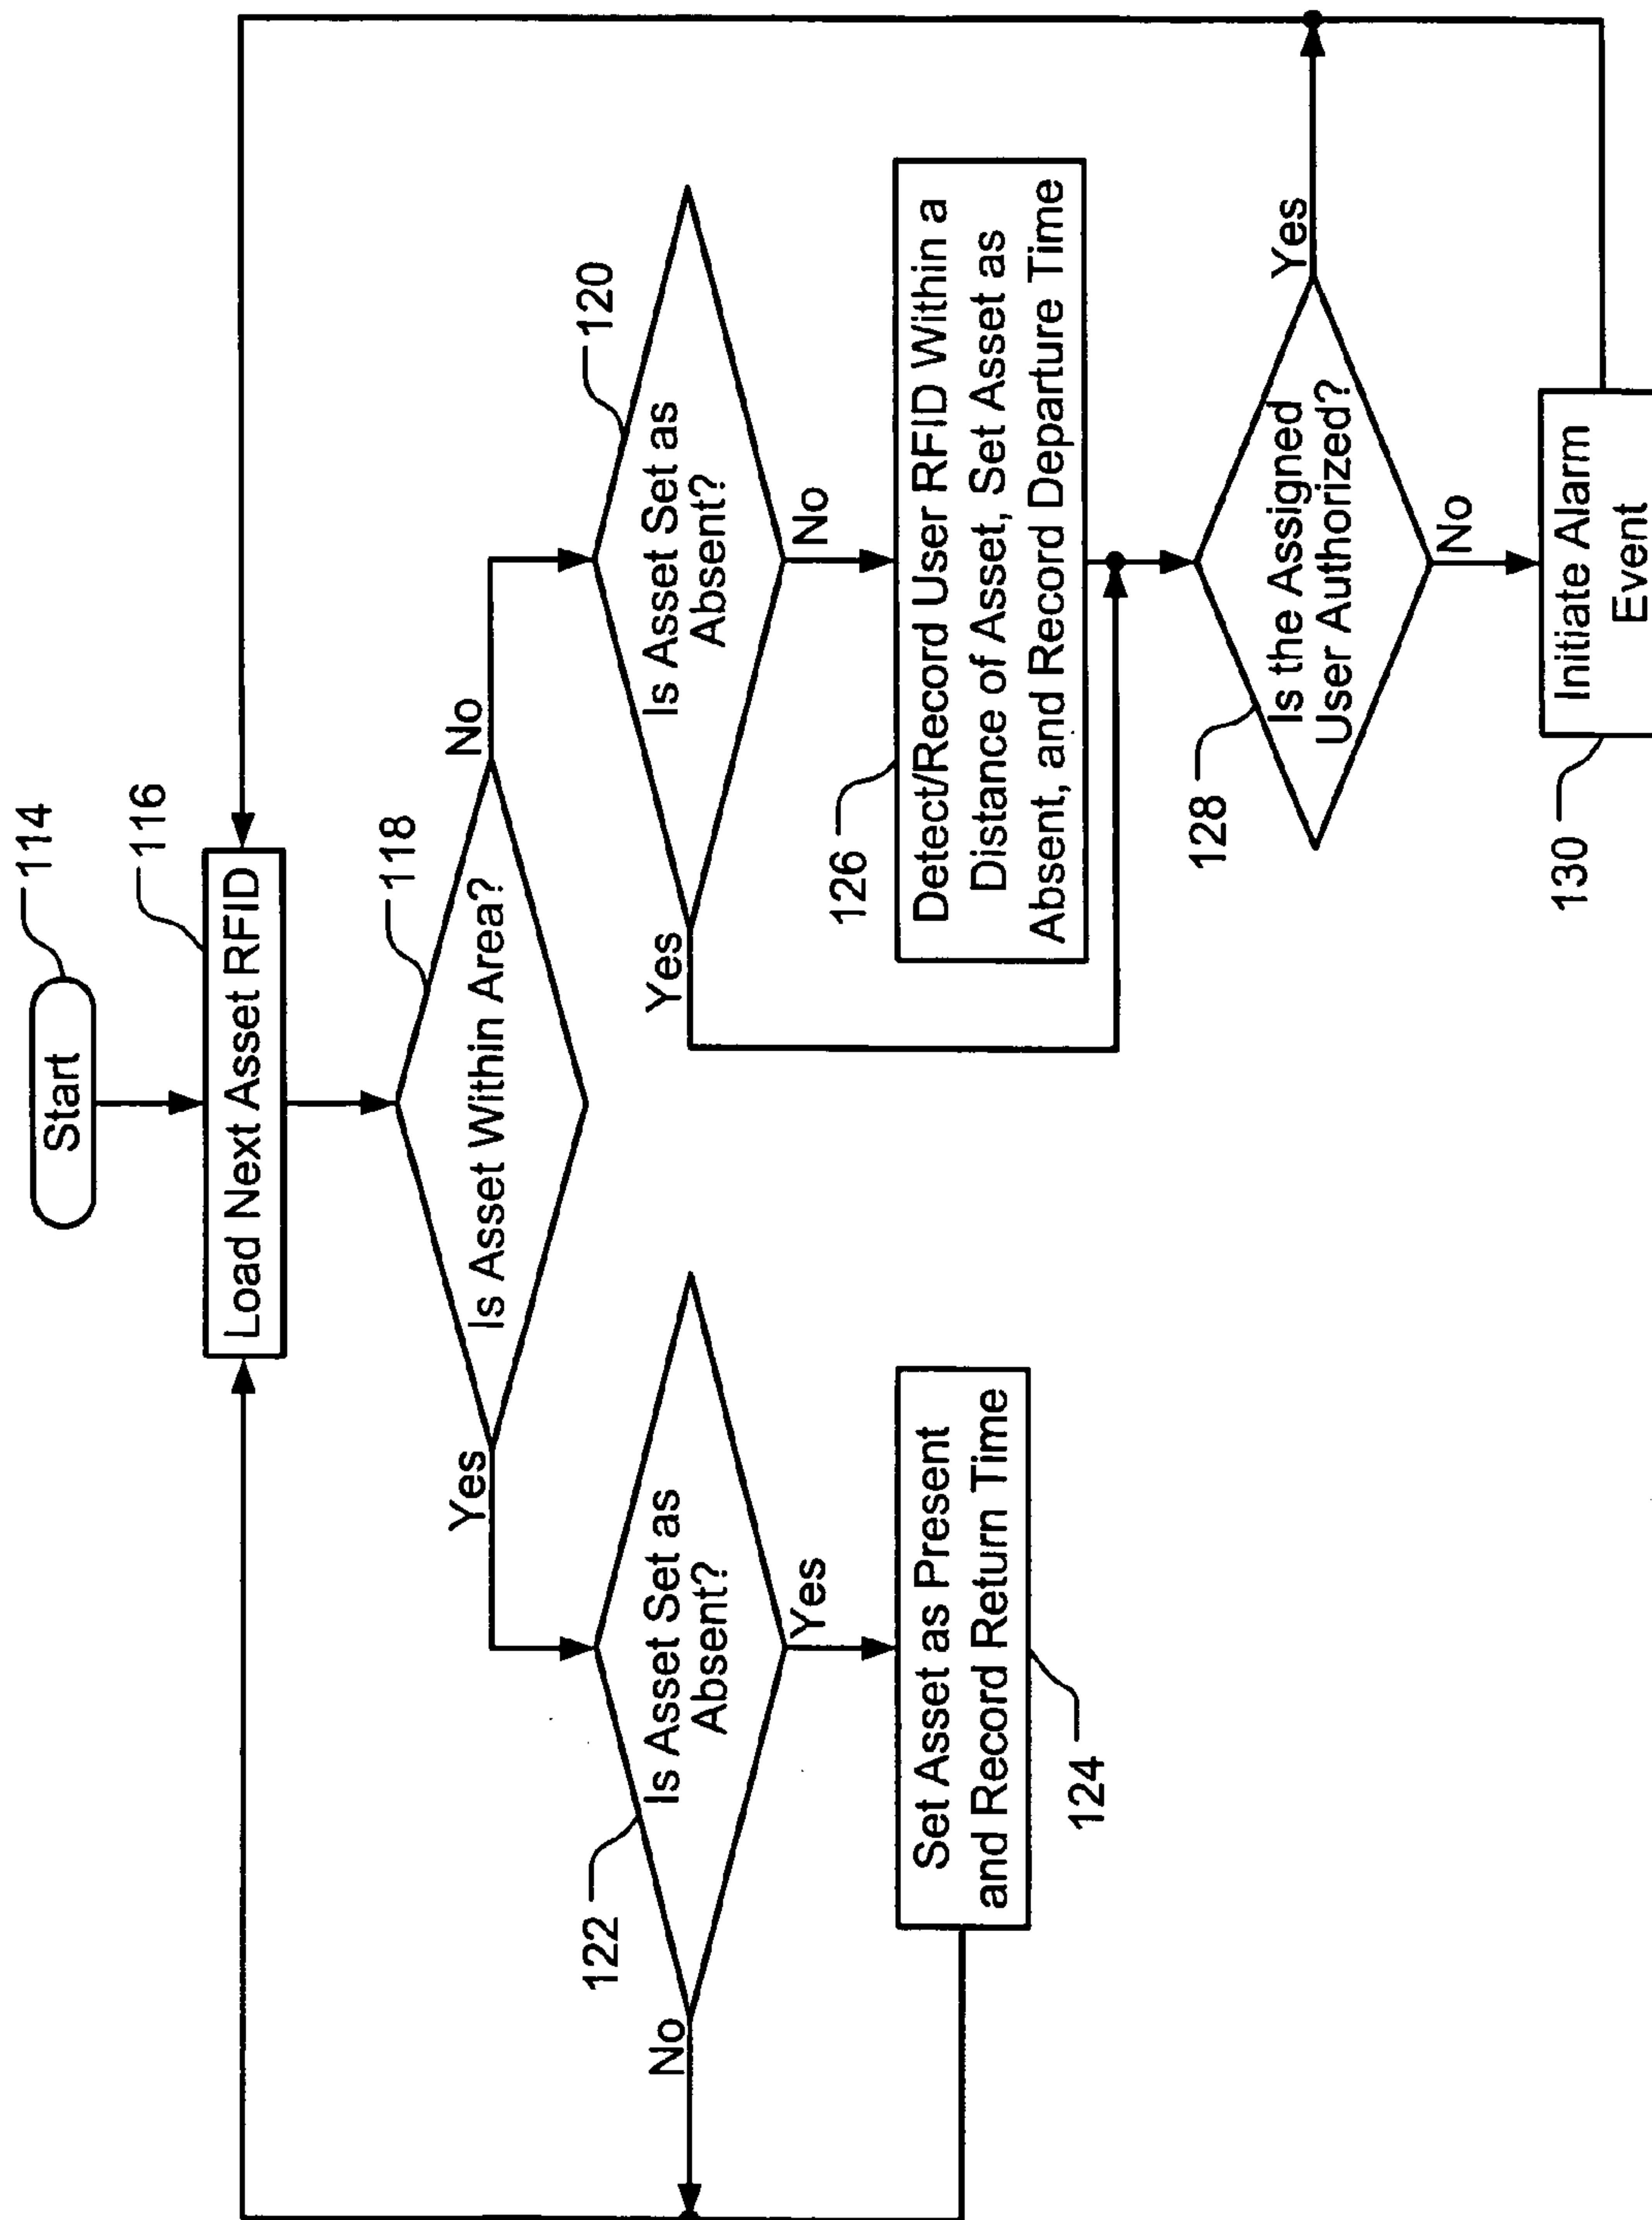 Start
114
Load Next Asset RFID
116
Is Asset Within Area?
118
Yes
No
Is Asset Set as
Absent?
122
No
Yes
Set Asset as Present
and Record Return Time
124
Is Asset Set as
Absent?
120
Yes
No
Detect/Record User RFID Within a
Distance of Asset, Set Asset as
Absent, and Record Departure Time
126
Is the Assigned
User Authorized?
128
Yes
No
Initiate Alarm
Event
130